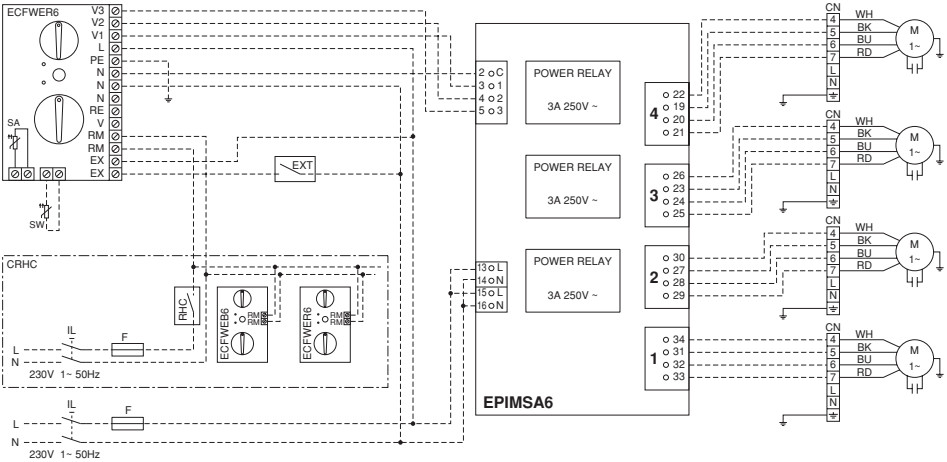 ECFWER6
V3
V2
V1
L
PE
N
N
N
RE
V
RM
RM
EX
EX
SA
SW
EXT
2 C
3 1
4 2
5 3
POWER RELAY
3A 250V ~
POWER RELAY
3A 250V ~
POWER RELAY
3A 250V ~
13 L
14 N
15 L
16 N
EPIMSA6
4
22
19
20
21
3
26
23
24
25
2
30
27
28
29
1
34
31
32
33
CN
4 WH
5 BK
6 BU
7 RD
L
N
M
1~
CN
4 WH
5 BK
6 BU
7 RD
L
N
M
1~
CN
4 WH
5 BK
6 BU
7 RD
L
N
M
1~
CN
4 WH
5 BK
6 BU
7 RD
L
N
M
1~
CRHC
RHC
ECFWEB6
RM
RM
ECFWER6
RM
RM
IL
F
L
N
230V 1~ 50Hz
IL
F
L
N
230V 1~ 50Hz